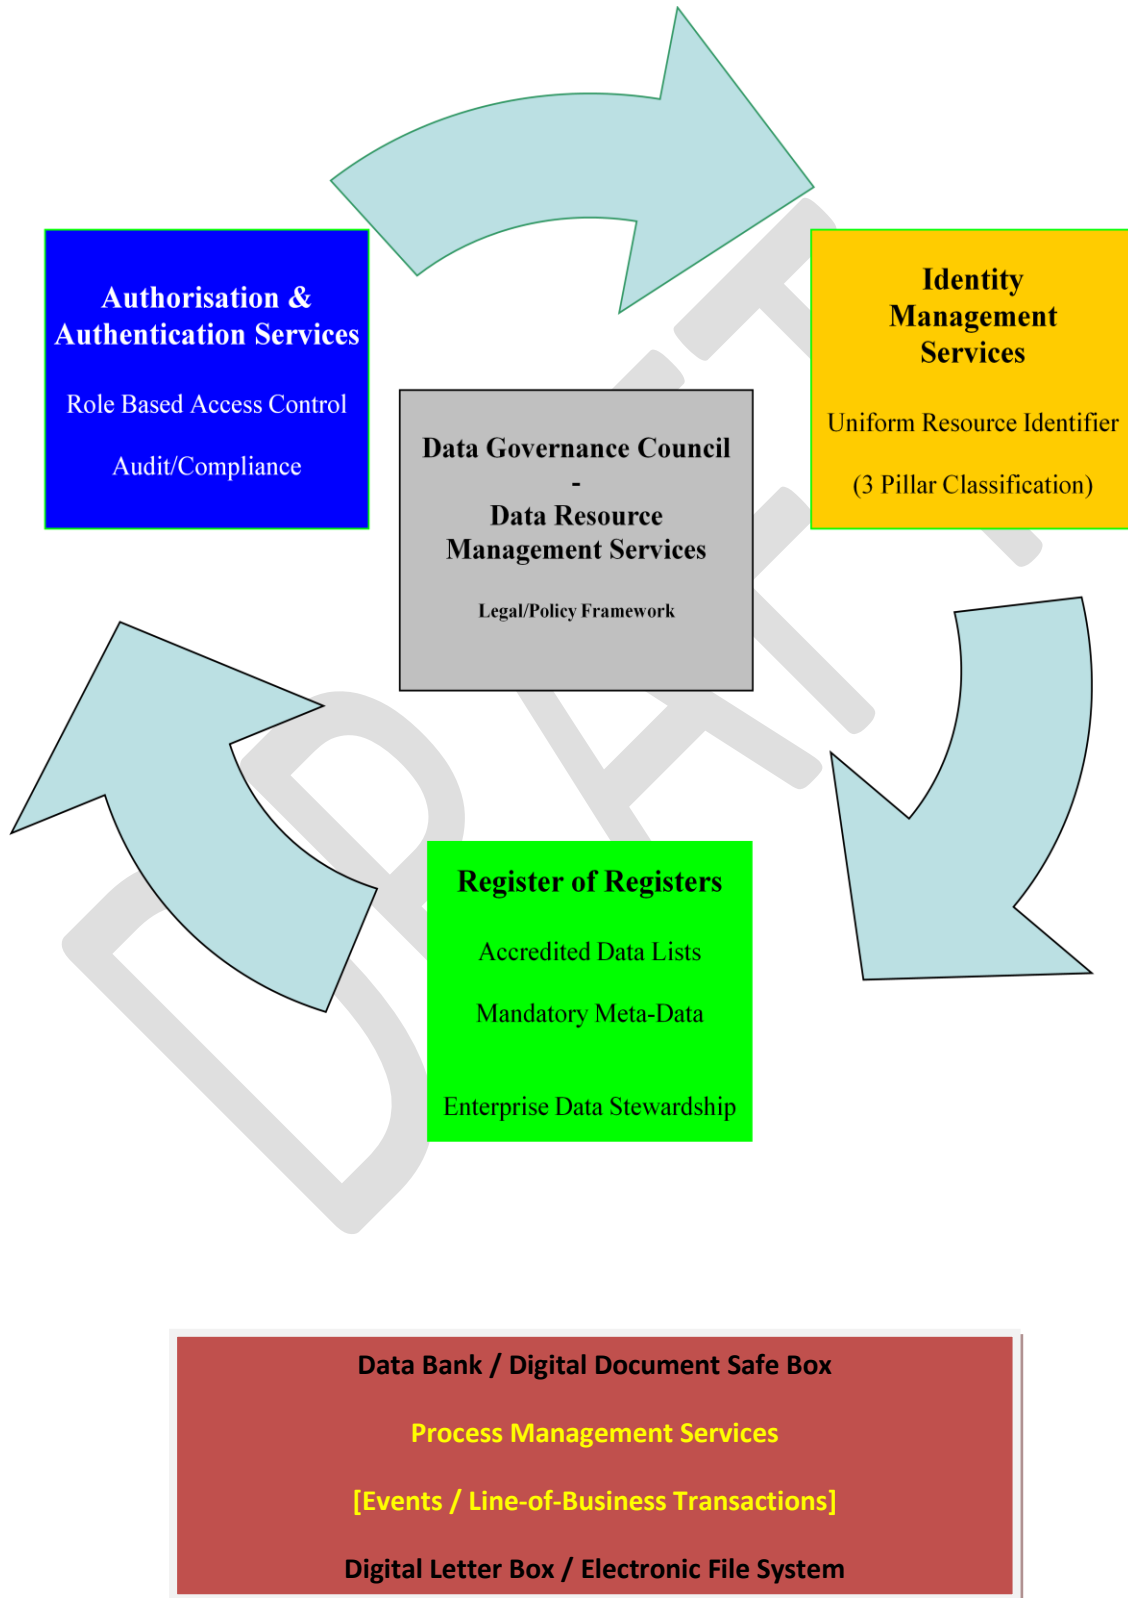 Authorisation &
Authentication Services
Role Based Access Control
Audit/Compliance
Identity
Management
Services
Uniform Resource Identifier
(3 Pillar Classification)
Data Governance Council
-
Data Resource
Management Services
Legal/Policy Framework
Register of Registers
Accredited Data Lists
Mandatory Meta-Data
Enterprise Data Stewardship
DRAFT
Data Bank / Digital Document Safe Box
Process Management Services
[Events / Line-of-Business Transactions]
Digital Letter Box / Electronic File System